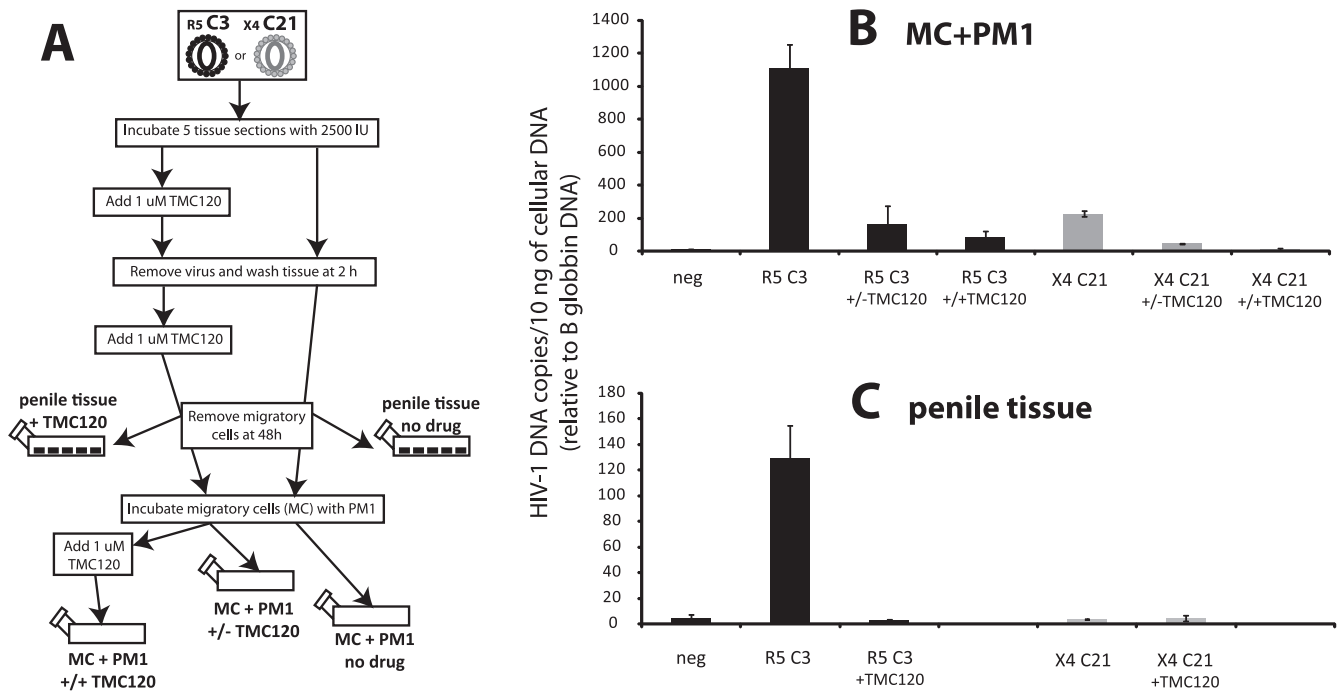 A
R5 C3 X4 C21
or
Incubate 5 tissue sections with 2500 IU
Add 1 uM TMC120
Remove virus and wash tissue at 2 h
Add 1 uM TMC120
penile tissue
+ TMC120
Remove migratory
cells at 48h
penile tissue
no drug
Incubate migratory cells (MC) with PM1
Add 1 uM
TMC120
MC + PM1
+/- TMC120
MC + PM1
no drug
MC + PM1
+/+ TMC120
HIV-1 DNA copies/10 ng of cellular DNA
(relative to B globbin DNA)
B MC+PM1
1400
1200
1000
800
600
400
200
0
neg
R5 C3
R5 C3
+/-TMC120
R5 C3
+/+TMC120
X4 C21
X4 C21
+/-TMC120
X4 C21
+/+TMC120
C penile tissue
180
160
140
120
100
80
60
40
20
0
neg
R5 C3
R5 C3
+TMC120
X4 C21
X4 C21
+TMC120